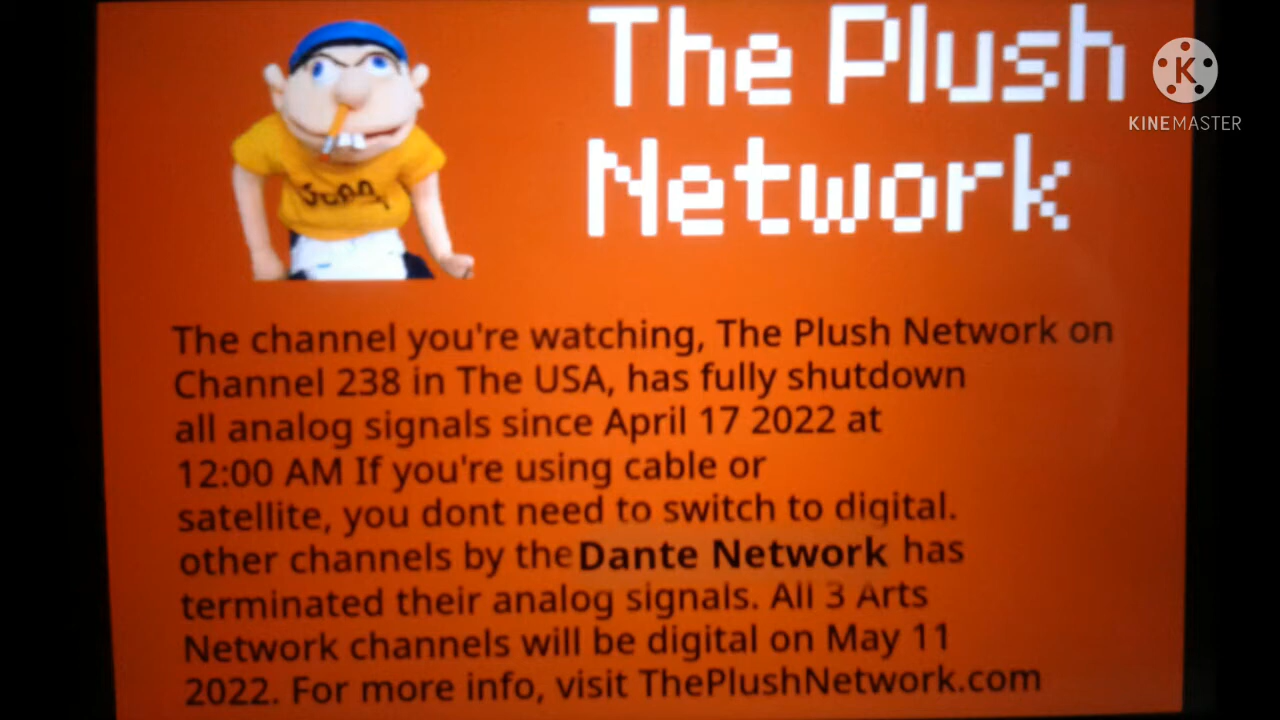 The Plush
Network
K
KINEMASTER
The channel you're watching, The Plush Network on
Channel 238 in The USA, has fully shutdown
all analog signals since April 17 2022 at
12:00 AM If you're using cable or
satellite, you dont need to switch to digital.
other channels by the Dante Network has
terminated their analog signals. All 3 Arts
Network channels will be digital on May 11
2022. For more info, visit ThePlushNetwork.com